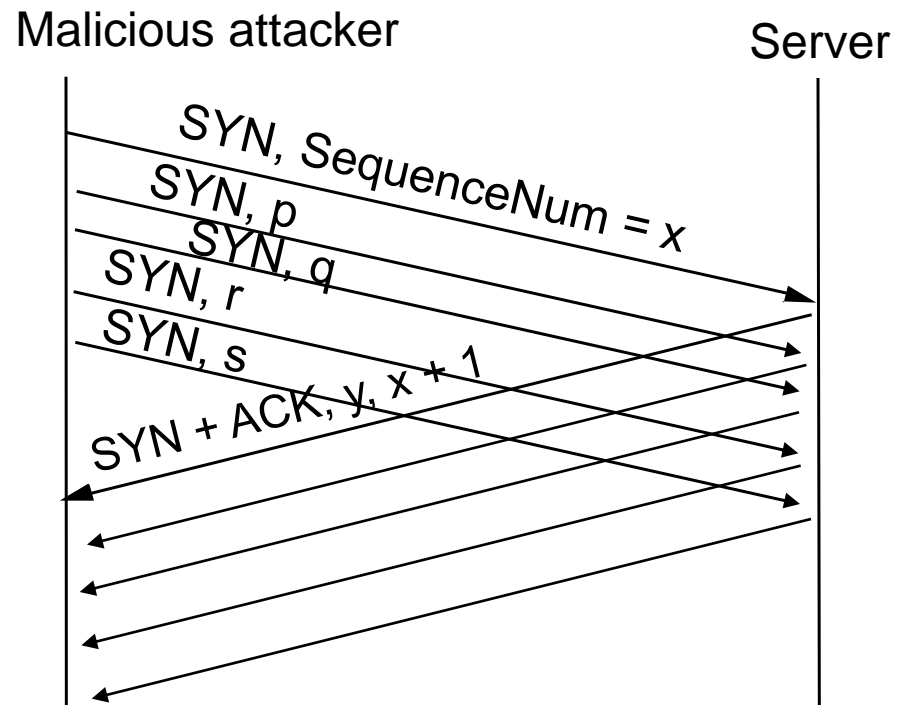 Malicious attacker
Server
SYN, SequenceNum = x
SYN, p
SYN, q
SYN, r
SYN, s
SYN + ACK, y, x + 1